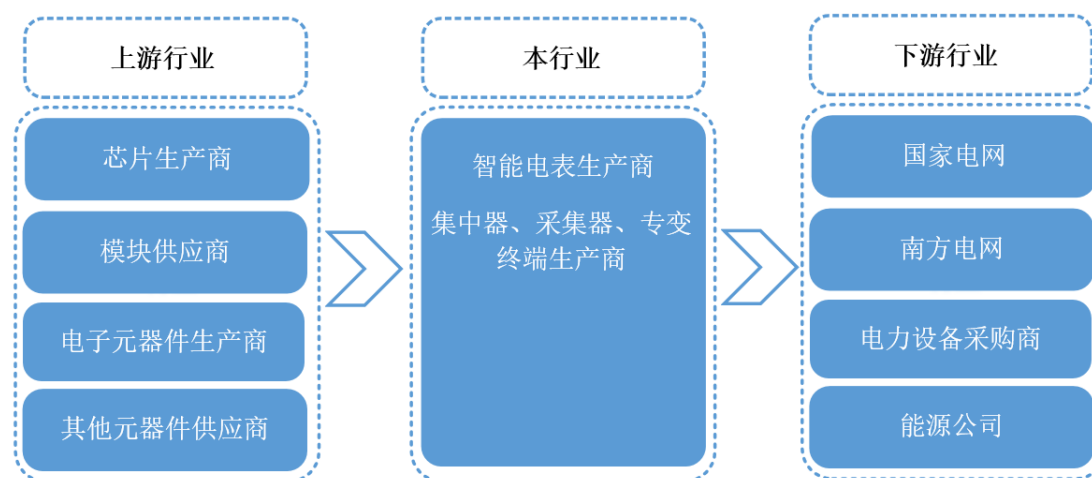 上游行业
芯片生产商
模块供应商
电子元器件生产商
其他元器件供应商
本行业
智能电表生产商
集中器、采集器、专变
终端生产商
下游行业
国家电网
南方电网
电力设备采购商
能源公司